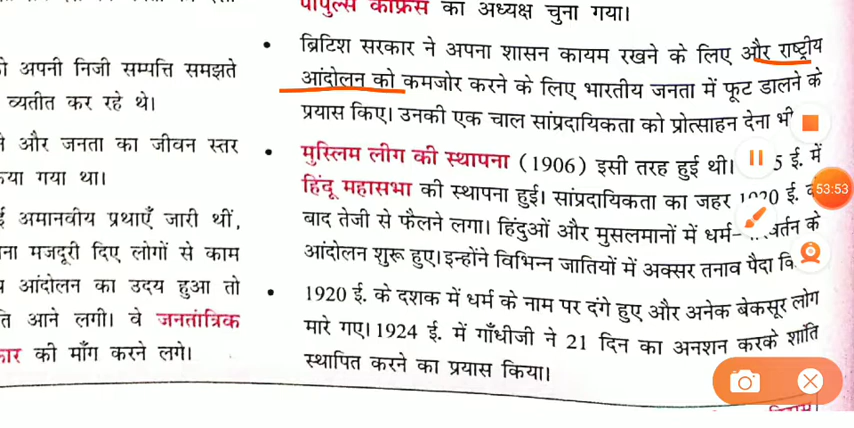 पीपुल्स कॉफ्रेंस का अध्यक्ष चुना गया।
अपनी निजी सम्पत्ति समझते
व्यतीत कर रहे थे।
और जनता का जीवन स्तर
गया था।
अमानवीय प्रथाएँ जारी थीं,
मजदूरी दिए लोगों से काम
आंदोलन का उदय हुआ तो
आने लगी। वे जनतांत्रिक
की माँग करने लगे।
• ब्रिटिश सरकार ने अपना शासन कायम रखने के लिए और राष्ट्रीय
आंदोलन को कमजोर करने के लिए भारतीय जनता में फूट डालने के
प्रयास किए। उनकी एक चाल सांप्रदायिकता को प्रोत्साहन देना भी
• मुस्लिम लीग की स्थापना (1906) इसी तरह हुई थी। 5 ई. में
हिंदू महासभा की स्थापना हुई। सांप्रदायिकता का जहर ई.
बाद तेजी से फैलने लगा। हिंदुओं और मुसलमानों में धर्म- के
आंदोलन शुरू हुए।इन्होंने विभिन्न जातियों में अक्सर तनाव पैदा
• 1920 ई. के दशक में धर्म के नाम पर दंगे हुए और अनेक बेकसूर लोग
मारे गए। 1924 ई. में गाँधीजी ने 21 दिन का अनशन करके शांति
स्थापित करने का प्रयास किया।
53:53